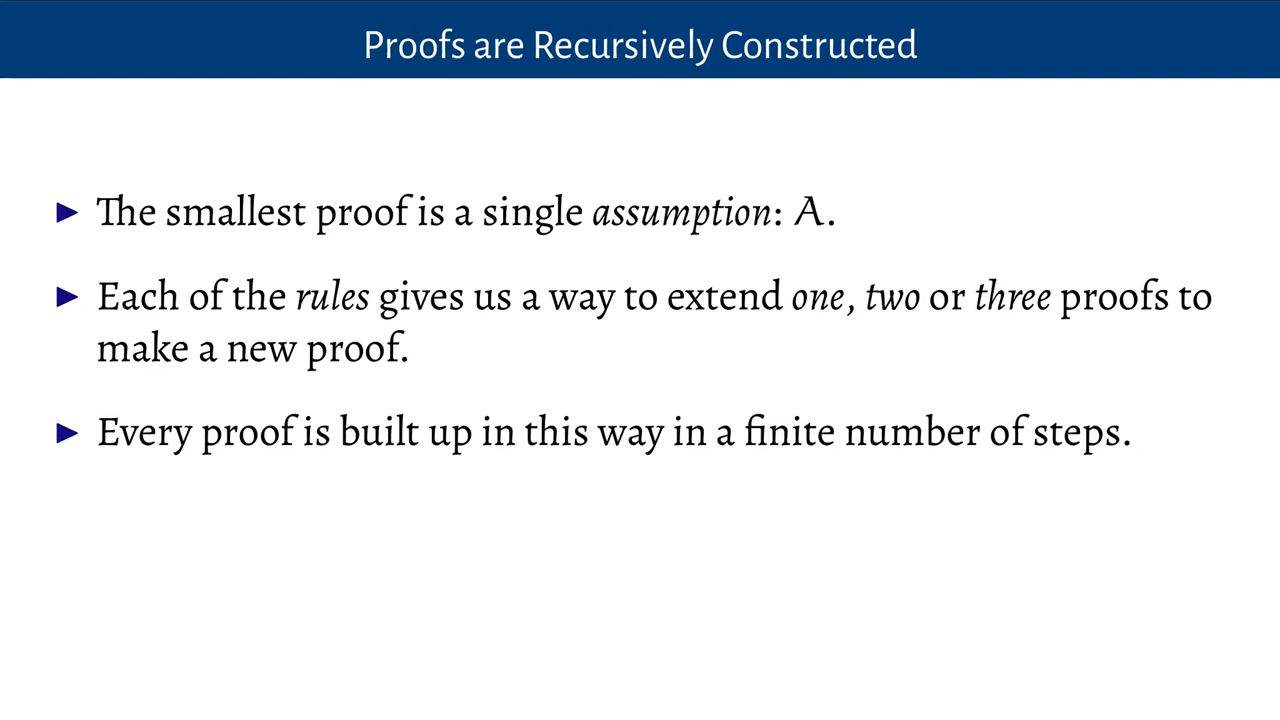 Proofs are Recursively Constructed
▶ The smallest proof is a single assumption: A.
▶ Each of the rules gives us a way to extend one, two or three proofs to
make a new proof.
▶ Every proof is built up in this way in a finite number of steps.